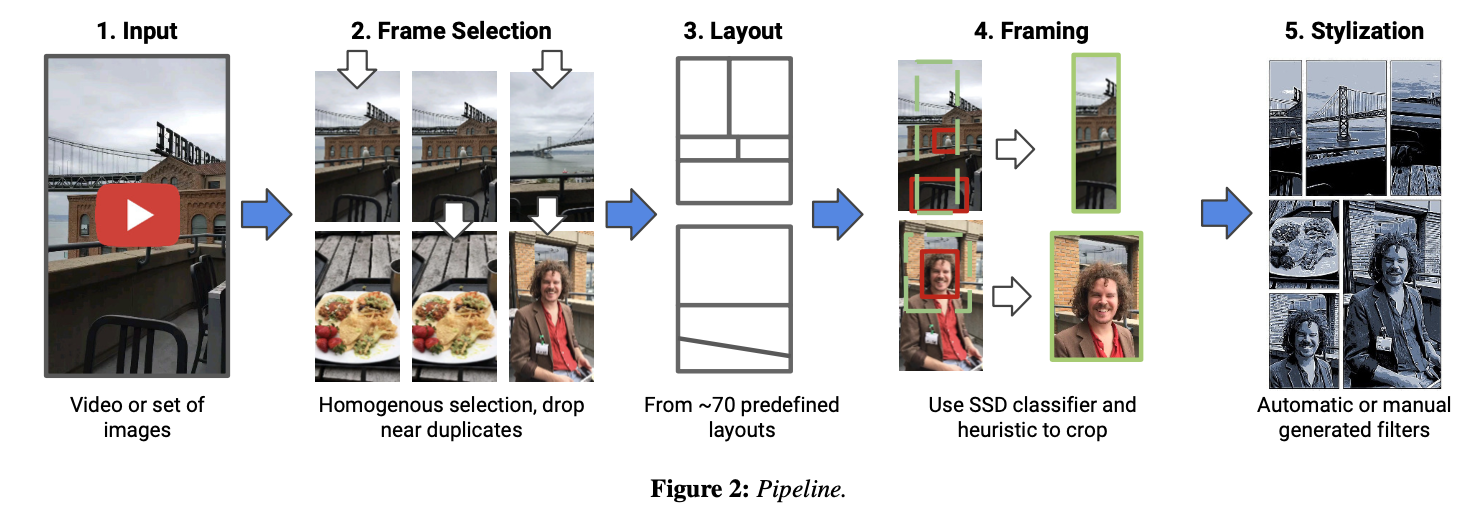 1. Input
2. Frame Selection
3. Layout
4. Framing
5. Stylization
Video or set of
images
Homogenous selection, drop
near duplicates
From ~70 predefined
layouts
Use SSD classifier and
heuristic to crop
Automatic or manual
generated filters
Figure 2: Pipeline.